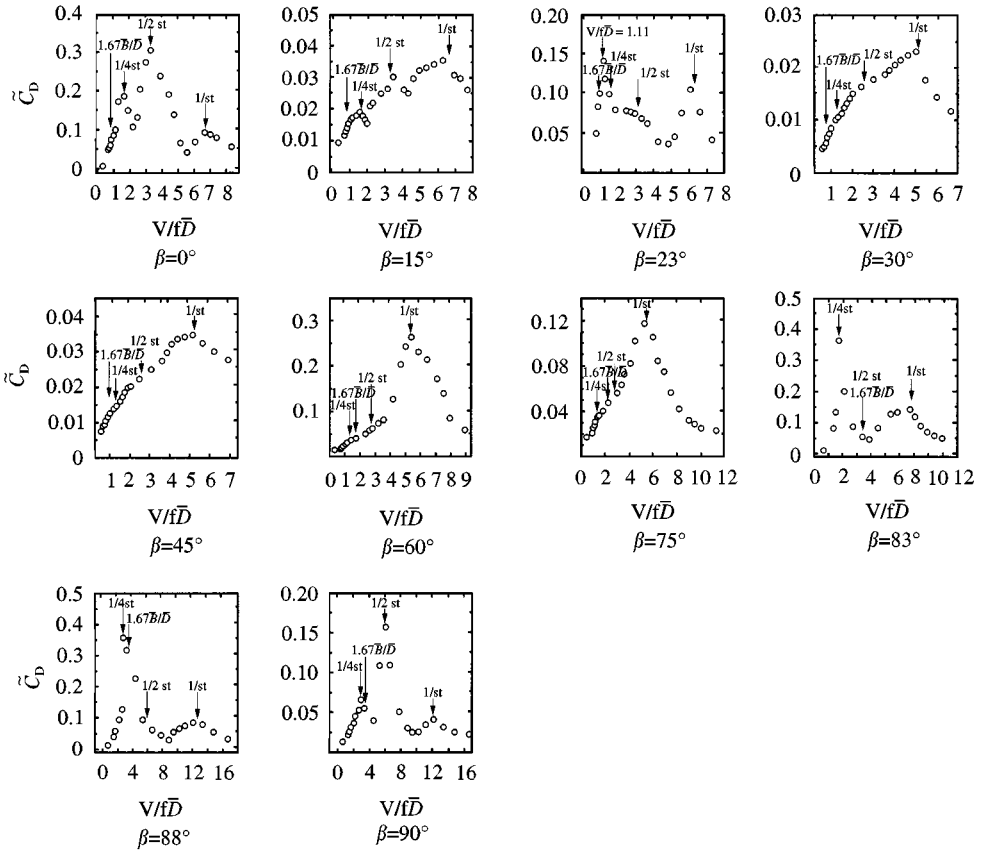 C̃D
0.4
0.3
0.2
0.1
0
1/2 st
1.67B̅/D̅
1/4st
1/st
0 1 2 3 4 5 6 7 8
V/fD̅
β=0°
0.05
0.04
0.03
0.02
0.01
0
1/st
1/2 st
1.67B̅/D̅
1/4st
0 1 2 3 4 5 6 7 8
V/fD̅
β=15°
0.20
0.15
0.10
0.05
V/fD̅ = 1.11
1/4st
1.67B̅/D̅
1/2 st
1/st
0 1 2 3 4 5 6 7 8
V/fD̅
β=23°
0.03
0.02
0.01
0
1/st
1/2 st
1.67B̅/D̅
1/4st
1 2 3 4 5 6 7
V/fD̅
β=30°
C̃D
0.04
0.03
0.02
0.01
0
1/st
1/2 st
1.67B̅/D̅
1/4st
1 2 3 4 5 6 7
V/fD̅
β=45°
0.3
0.2
0.1
1/st
1/2 st
1.67B̅/D̅
1/4st
0 1 2 3 4 5 6 7 8 9
V/fD̅
β=60°
0.12
0.08
0.04
1/st
1/2 st
1.67B̅/D̅
1/4st
0 2 4 6 8 10 12
V/fD̅
β=75°
0.5
0.4
0.3
0.2
0.1
0
1/4st
1/2 st
1.67B̅/D̅
1/st
0 2 4 6 8 10 12
V/fD̅
β=83°
C̃D
0.5
0.4
0.3
0.2
0.1
0
1/4st
1.67B̅/D̅
1/2 st
1/st
0 4 8 12 16
V/fD̅
β=88°
0.20
0.15
0.10
0.05
1/2 st
1.67B̅/D̅
1/4st
1/st
0 4 8 12 16
V/fD̅
β=90°